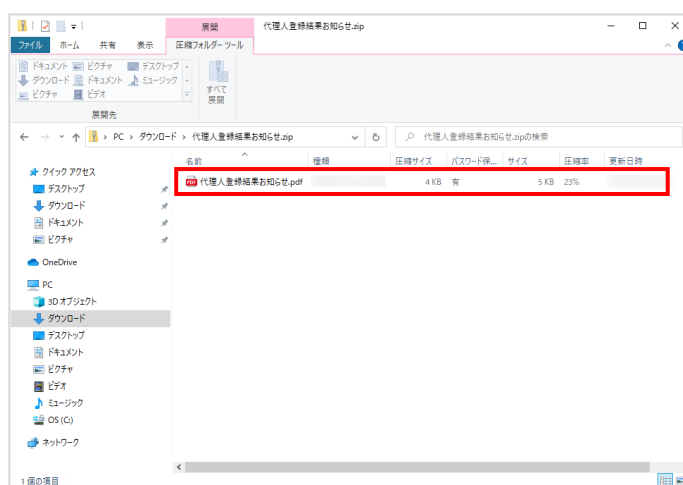 展開
代理人登録結果お知らせ.zip
ファイル ホーム 共有 表示 圧縮フォルダー ツール
ドキュメント ピクチャ デスクトップ
ダウンロード ドキュメント ミュージック
ピクチャ ビデオ
すべて
展開
展開先
PC > ダウンロード > 代理人登録結果お知らせ.zip
代理人登録結果お知らせ.zipの検索
名前 種類 圧縮サイズ パスワード保... サイズ 圧縮率 更新日時
代理人登録結果お知らせ.pdf 4 KB 有 5 KB 23%
クイック アクセス
デスクトップ
ダウンロード
ドキュメント
ピクチャ
OneDrive
PC
3D オブジェクト
ダウンロード
デスクトップ
ドキュメント
ピクチャ
ビデオ
ミュージック
OS (C:)
ネットワーク
1 個の項目